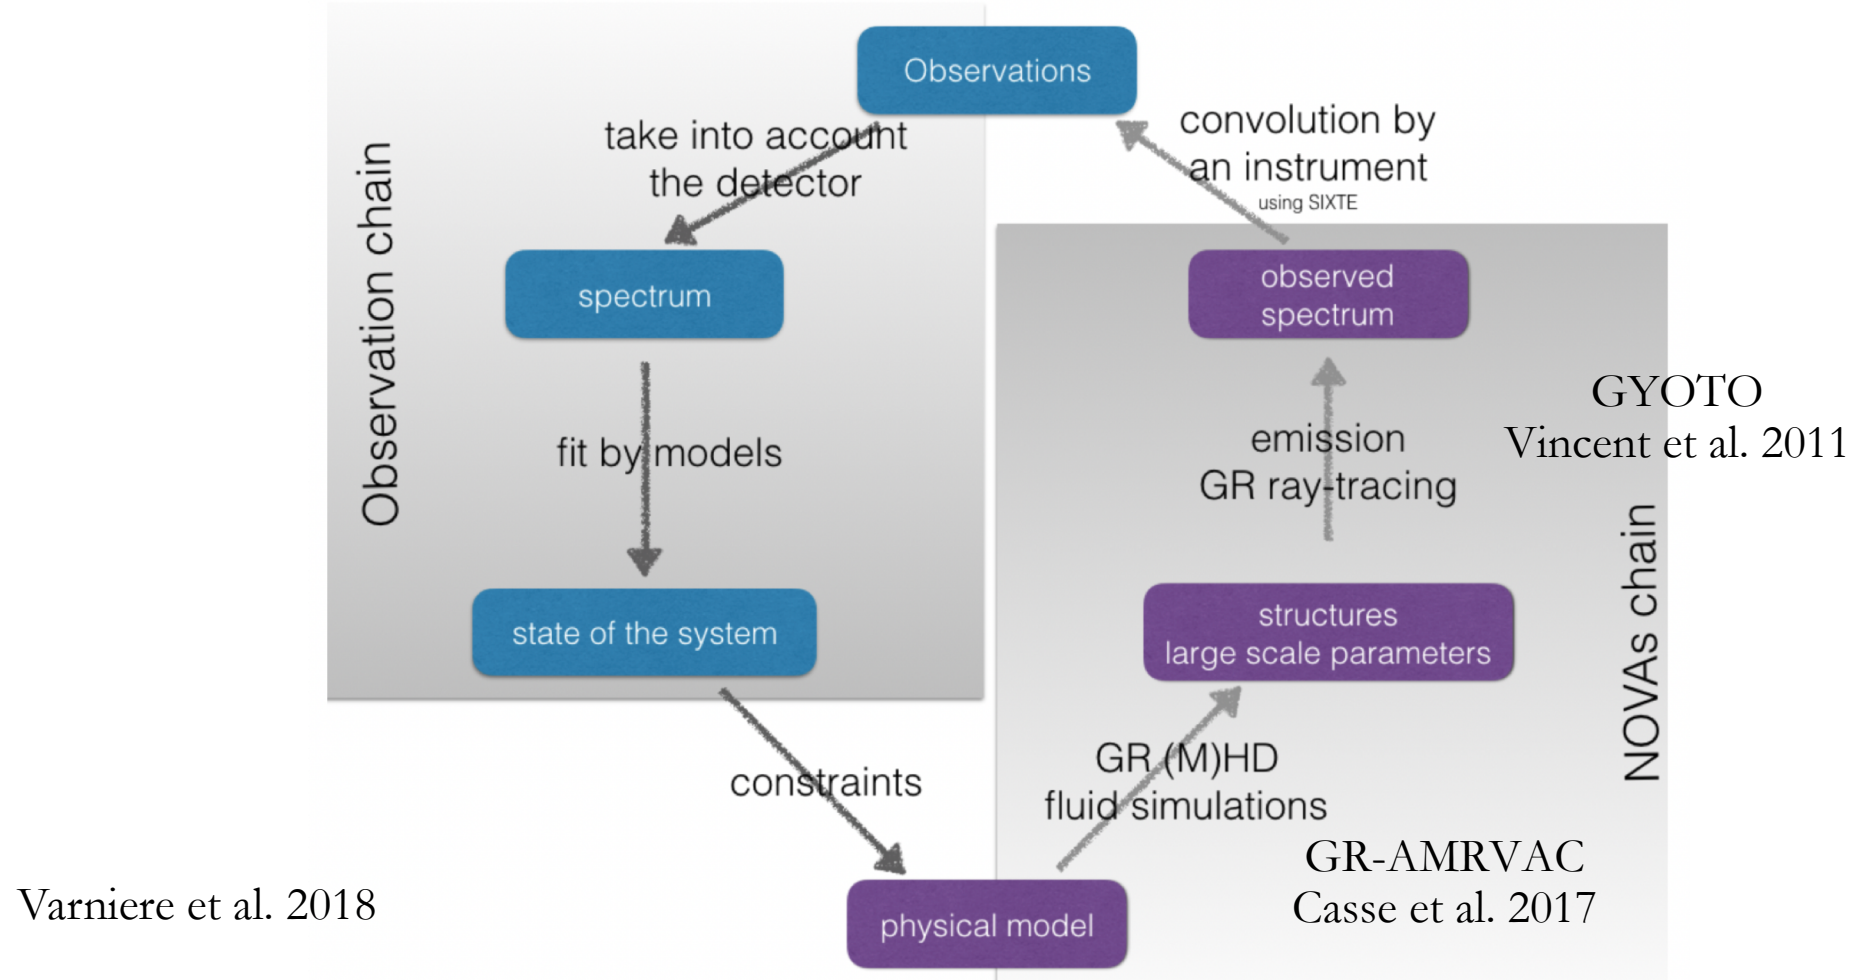 Observations
take into account
the detector
convolution by
an instrument
using SIXTE
Observation chain
spectrum
observed
spectrum
fit by models
emission
GR ray-tracing
GYOTO
Vincent et al. 2011
state of the system
structures
large scale parameters
NOVAs chain
constraints
GR (M)HD
fluid simulations
GR-AMRVAC
Casse et al. 2017
Varniere et al. 2018
physical model